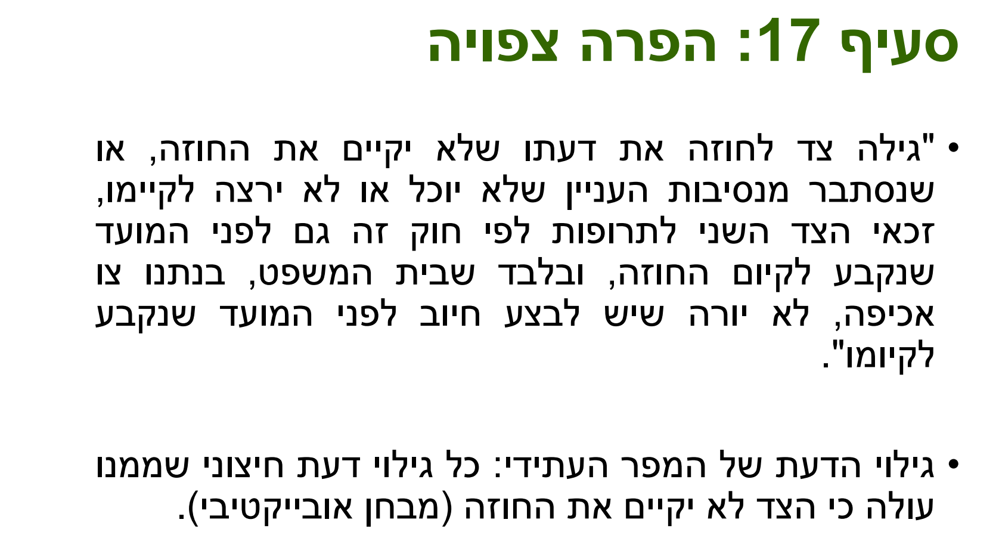 סעיף 17: הפרה צפויה
• "גילה צד לחוזה את דעתו שלא יקיים את החוזה, או
שנסתבר מנסיבות העניין שלא יוכל או לא ירצה לקיימו,
זכאי הצד השני לתרופות לפי חוק זה גם לפני המועד
שנקבע לקיום החוזה, ובלבד שבית המשפט, בנתנו צו
אכיפה, לא יורה שיש לבצע חיוב לפני המועד שנקבע
לקיומו".
• גילוי הדעת של המפר העתידי: כל גילוי דעת חיצוני שממנו
עולה כי הצד לא יקיים את החוזה (מבחן אובייקטיבי).